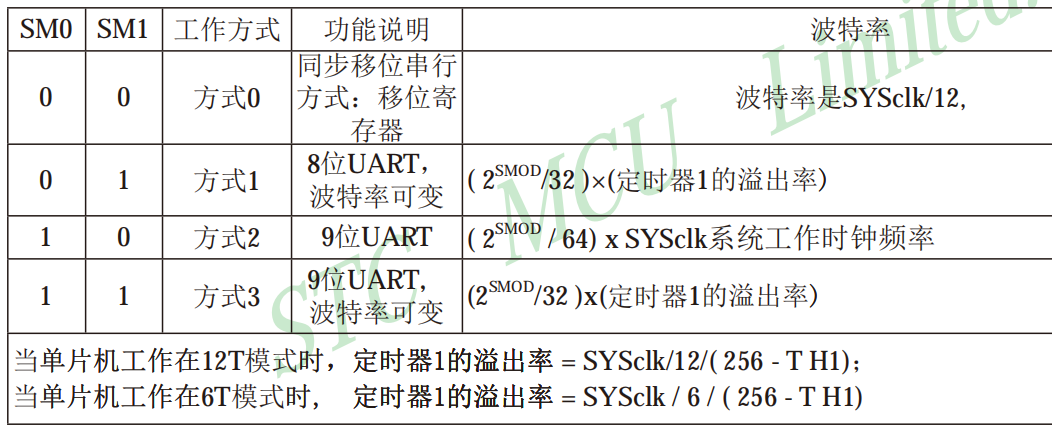 SM0 SM1 工作方式 功能说明 波特率
0 0 方式0 同步移位串行方式：移位寄存器 波特率是SYSclk/12,
0 1 方式1 8位UART，波特率可变 ( 2^SMOD/32 )×(定时器1的溢出率)
1 0 方式2 9位UART ( 2^SMOD / 64) x SYSclk系统工作时钟频率
1 1 方式3 9位UART，波特率可变 (2^SMOD/32 )x(定时器1的溢出率)
当单片机工作在12T模式时，定时器1的溢出率 = SYSclk/12/( 256 - T H1);
当单片机工作在6T模式时， 定时器1的溢出率 = SYSclk / 6 / ( 256 - T H1)
STC MCU Limited.